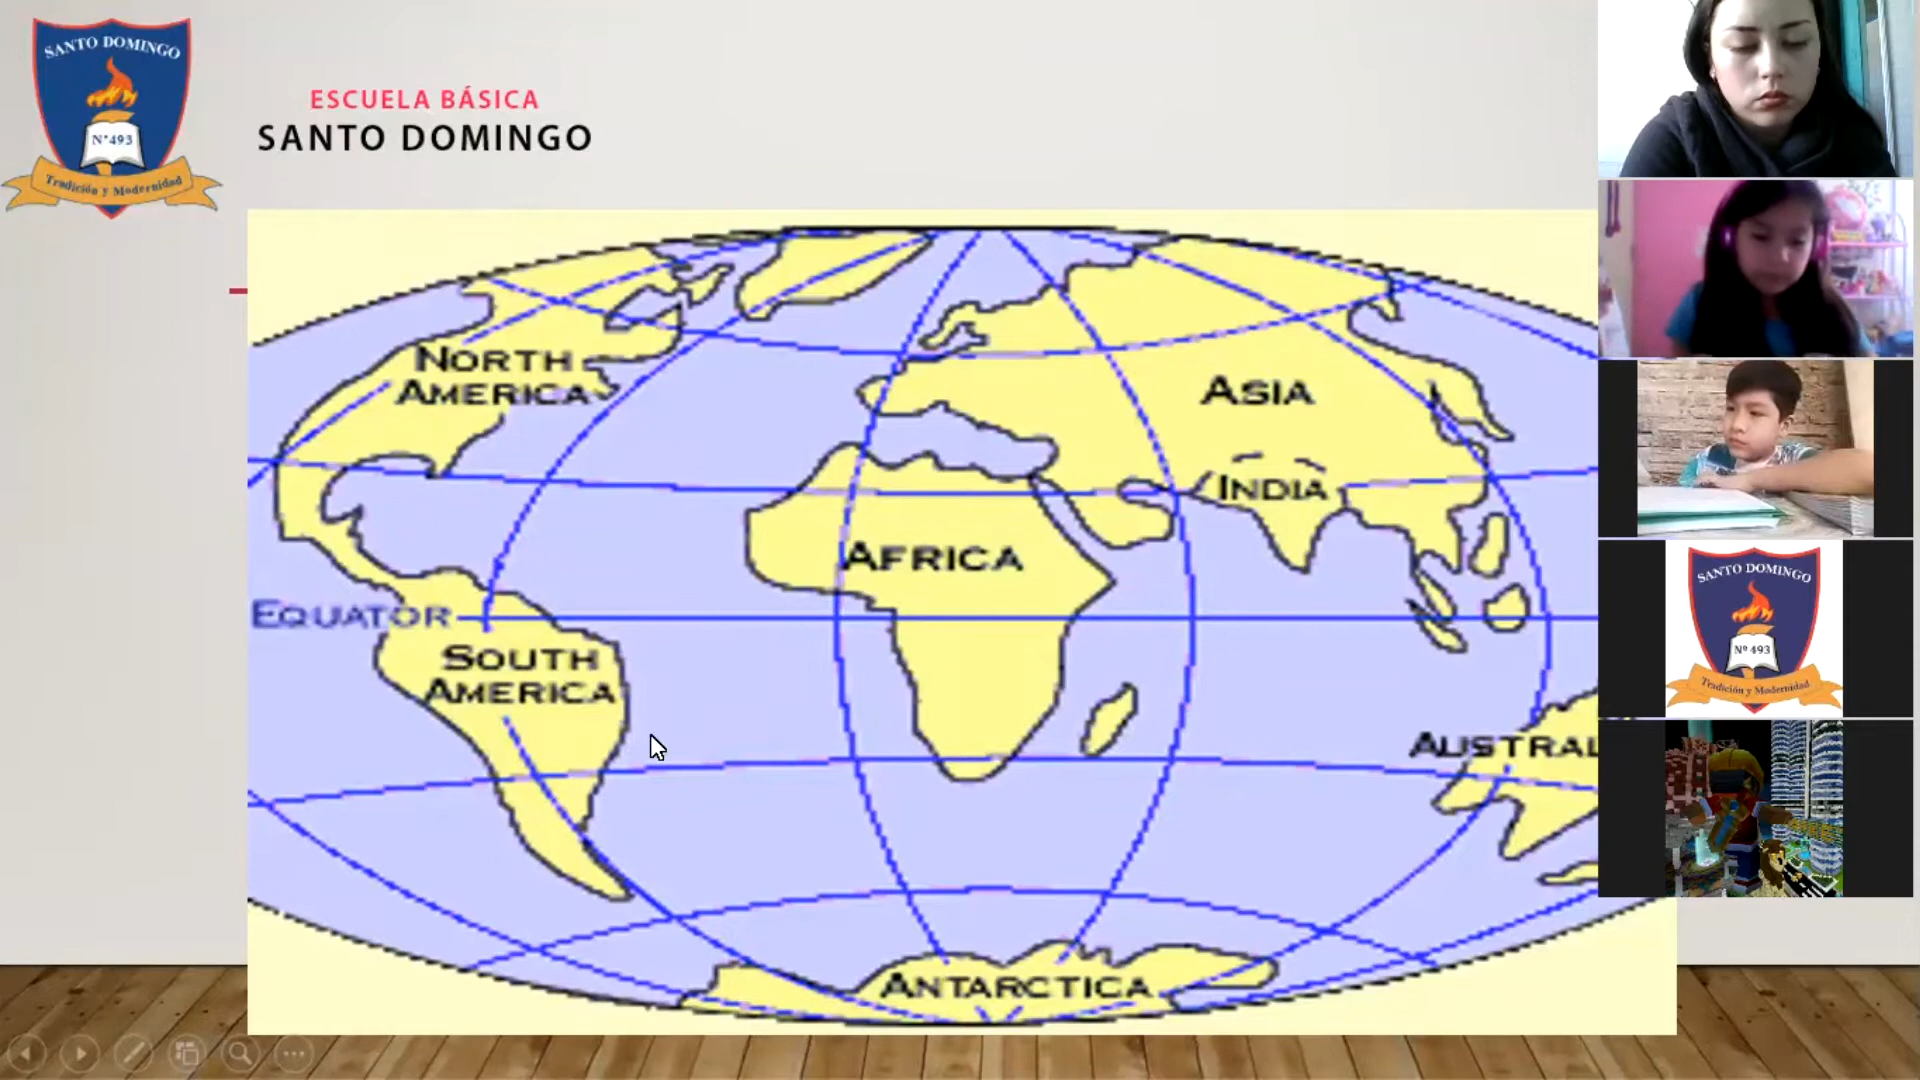 SANTO DOMINGO
N°493
Tradición y Modernidad
ESCUELA BÁSICA
SANTO DOMINGO
NORTH
AMERICA
ASIA
INDIA
AFRICA
EQUATOR
SOUTH
AMERICA
AUSTRAL
ANTARCTICA
SANTO DOMINGO
Nº 493
Tradición y Modernidad